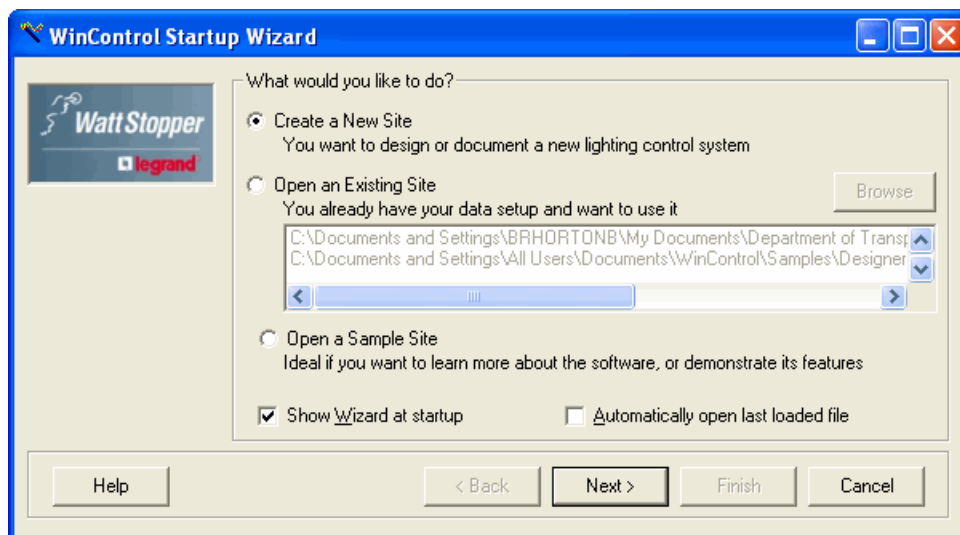 WinControl Startup Wizard
WattStopper
legrand
What would you like to do?
Create a New Site
You want to design or document a new lighting control system
Open an Existing Site
Browse
You already have your data setup and want to use it
C:\Documents and Settings\BRHORTONB\My Documents\Department of Transp
C:\Documents and Settings\All Users\Documents\WinControl\Samples\Designer
Open a Sample Site
Ideal if you want to learn more about the software, or demonstrate its features
Show Wizard at startup
Automatically open last loaded file
Help
< Back
Next >
Finish
Cancel